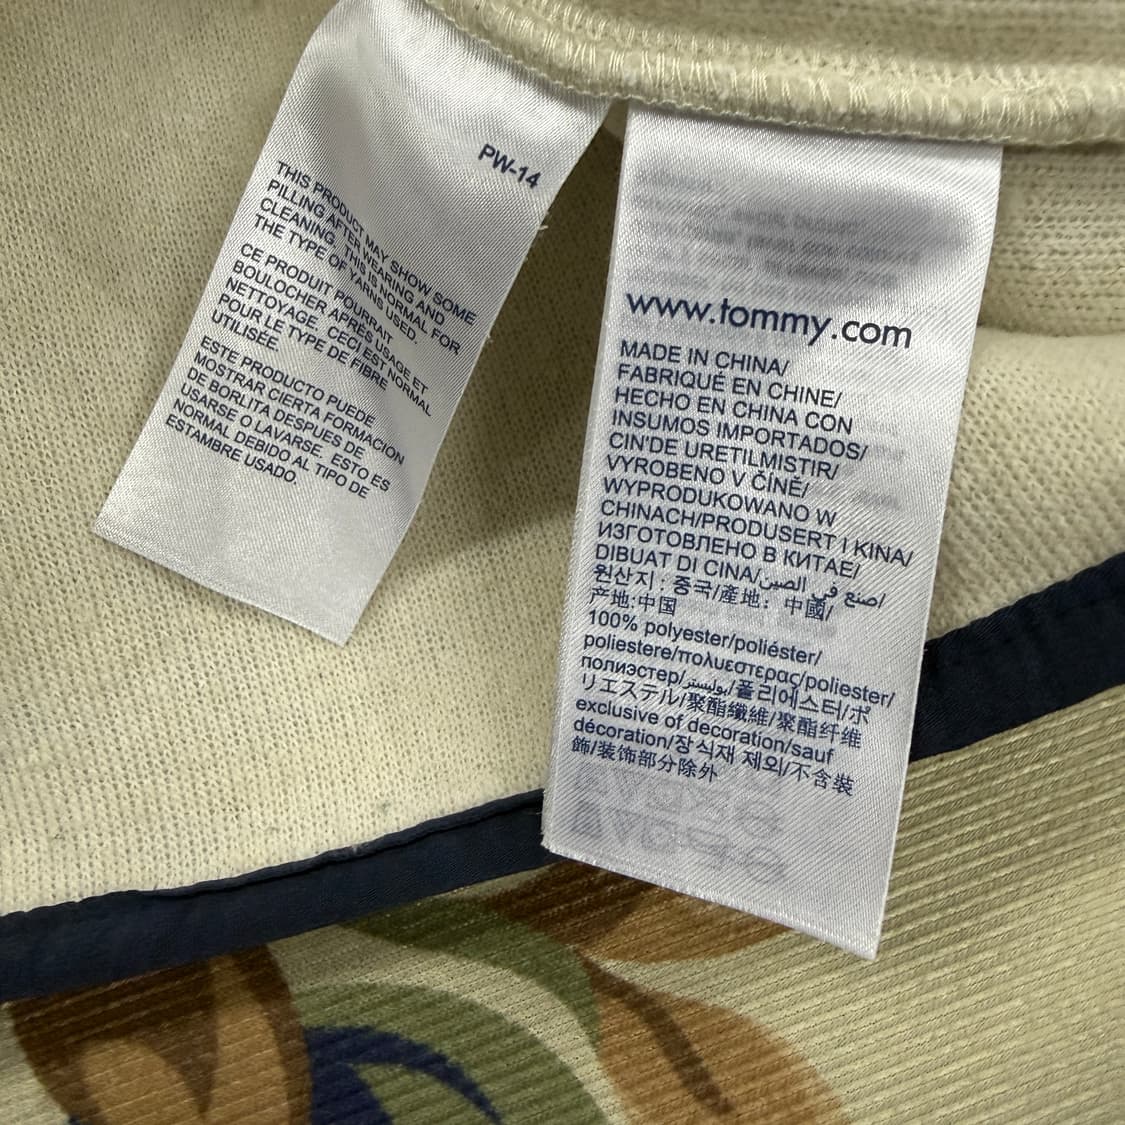 PW-14
THIS PRODUCT MAY SHOW SOME
PILLING AFTER WEARING AND
CLEANING. THIS IS NORMAL FOR
THE TYPE OF YARNS USED.
CE PRODUIT POURRAIT
BOULOCHER APRÈS USAGE ET
NETTOYAGE. CECI EST NORMAL
POUR LE TYPE DE FIBRE
UTILISÉE.
ESTE PRODUCTO PUEDE
MOSTRAR CIERTA FORMACION
DE BORLITA DESPUES DE
USARSE O LAVARSE. ESTO ES
NORMAL DEBIDO AL TIPO DE
ESTAMBRE USADO.
www.tommy.com
MADE IN CHINA/
FABRIQUÉ EN CHINE/
HECHO EN CHINA CON
INSUMOS IMPORTADOS/
CIN'DE URETILMISTIR/
VYROBENO V ČÍNĚ/
WYPRODUKOWANO W
CHINACH/PRODUSERT I KINA/
ИЗГОТОВЛЕНО В КИТАЕ/
DIBUAT DI CINA/صنع في الصين/
원산지: 중국/產地: 中國/
产地:中国
100% polyester/poliéster/
poliestere/πολυεστερας/poliester/
полиэстер/بوليستر/폴리에스터/ポ
リエステル/聚酯纖維/聚酯纤维
exclusive of decoration/sauf
décoration/장식재 제외/不含裝
飾/装饰部分除外